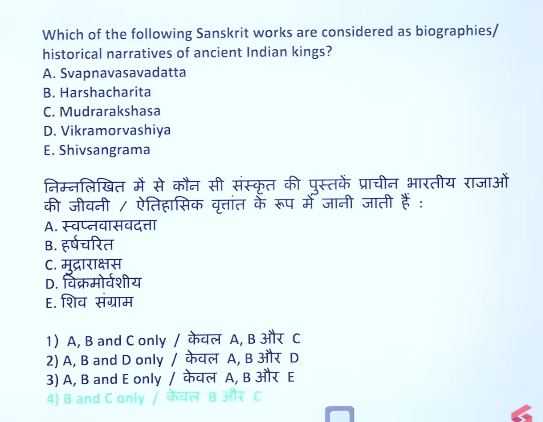 Which of the following Sanskrit works are considered as biographies/
historical narratives of ancient Indian kings?
A. Svapnavasavadatta
B. Harshacharita
C. Mudrarakshasa
D. Vikramorvashiya
E. Shivsangrama
निम्नलिखित में से कौन सी संस्कृत की पुस्तकें प्राचीन भारतीय राजाओं
की जीवनी / ऐतिहासिक वृत्तांत के रूप में जानी जाती हैं :
A. स्वप्नवासवदत्ता
B. हर्षचरित
C. मुद्राराक्षस
D. विक्रमोर्वशीय
E. शिव संग्राम
1) A, B and C only / केवल A, B और C
2) A, B and D only / केवल A, B और D
3) A, B and E only / केवल A, B और E
4) B and C only / केवल B और C